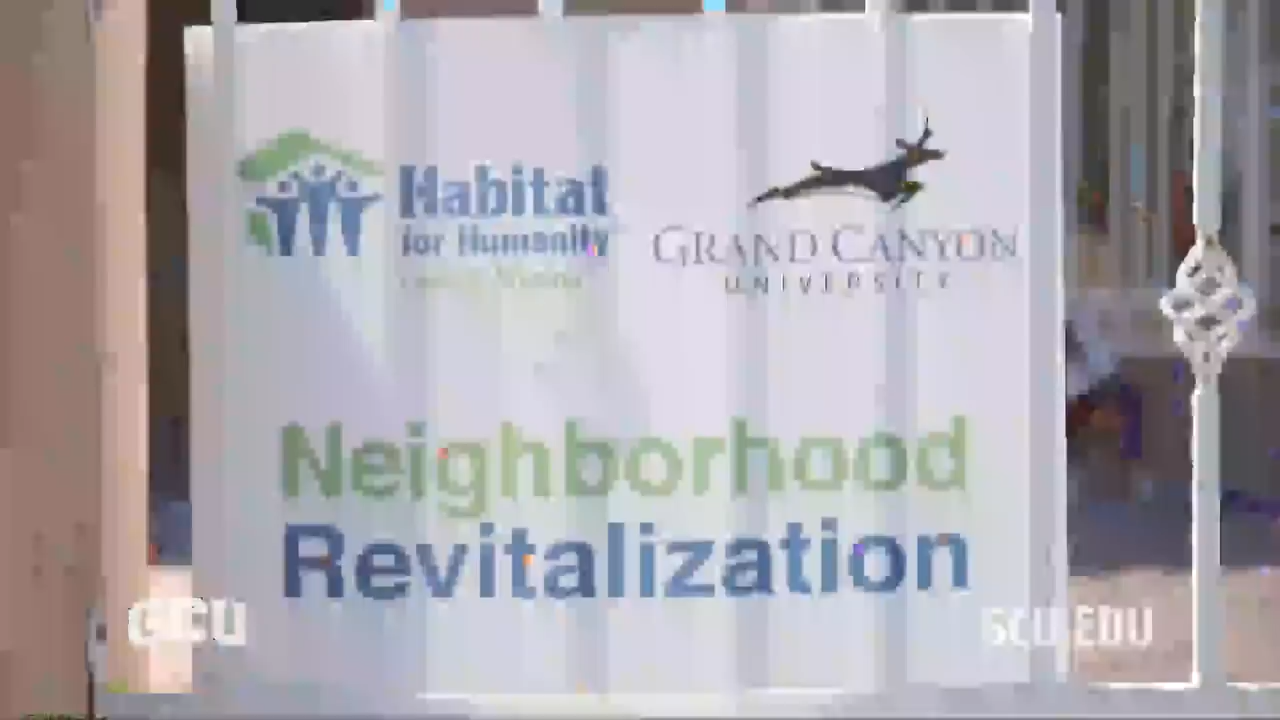 Habitat
for Humanity
GRAND CANYON
UNIVERSITY
Neighborhood
Revitalization
GCU
GCU.EDU